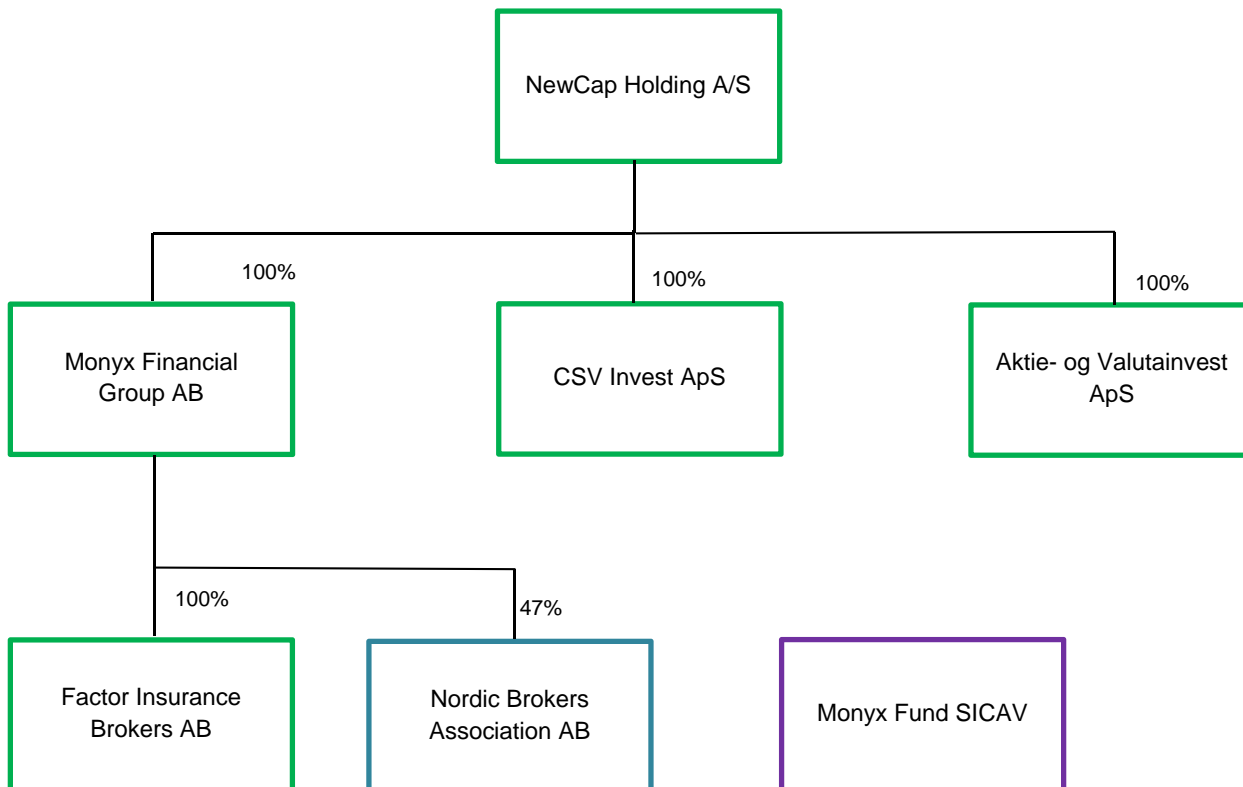 NewCap Holding A/S
100%
100%
100%
Monyx Financial
Group AB
CSV Invest ApS
Aktie- og Valutainvest
ApS
100%
47%
Factor Insurance
Brokers AB
Nordic Brokers
Association AB
Monyx Fund SICAV